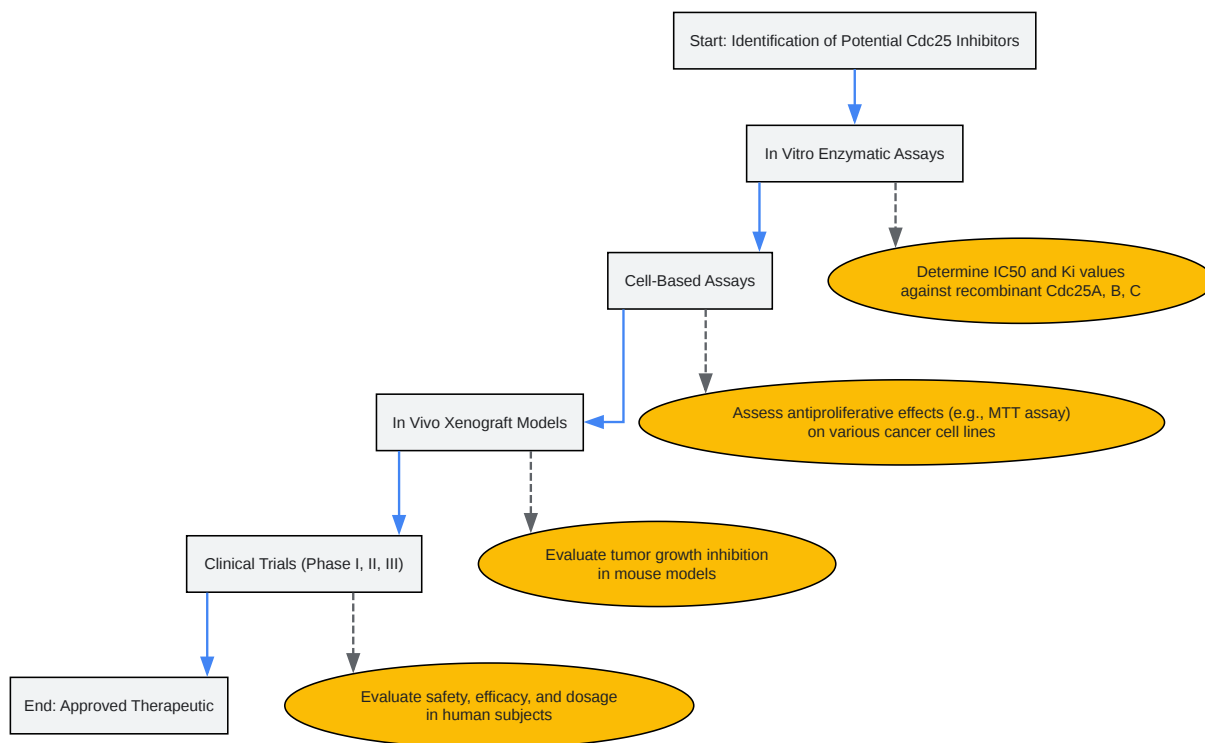 Start: Identification of Potential Cdc25 Inhibitors
In Vitro Enzymatic Assays
Determine IC50 and Ki values
against recombinant Cdc25A, B, C
Cell-Based Assays
Assess antiproliferative effects (e.g., MTT assay)
on various cancer cell lines
In Vivo Xenograft Models
Evaluate tumor growth inhibition
in mouse models
Clinical Trials (Phase I, II, III)
Evaluate safety, efficacy, and dosage
in human subjects
End: Approved Therapeutic